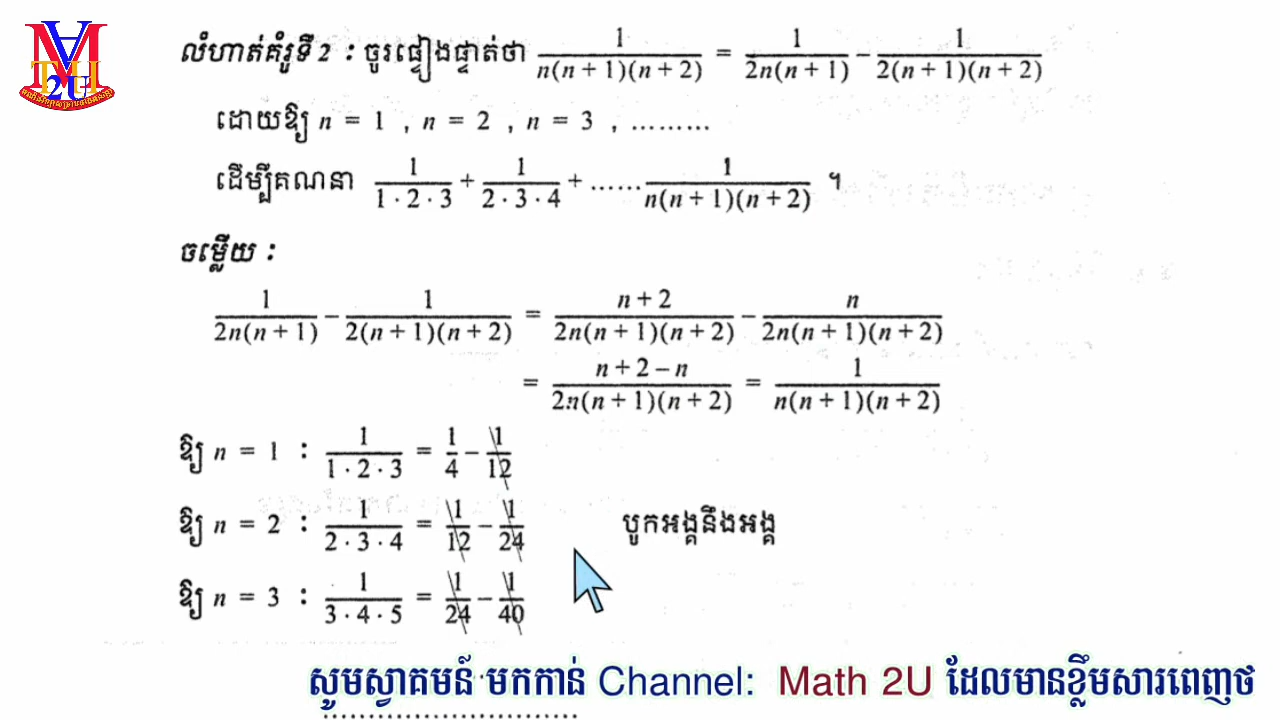 លំហាត់គំរូទី 2 : ចូរផ្ទៀងផ្ទាត់ថា 1/(n(n + 1)(n + 2)) = 1/(2n(n + 1)) − 1/(2(n + 1)(n + 2))
ដោយឱ្យ n = 1 , n = 2 , n = 3 , .........
ដើម្បីគណនា 1/(1 · 2 · 3) + 1/(2 · 3 · 4) + ...... 1/(n(n + 1)(n + 2)) ។
ចម្លើយ :
1/(2n(n + 1)) − 1/(2(n + 1)(n + 2)) = (n + 2)/(2n(n + 1)(n + 2)) − n/(2n(n + 1)(n + 2))
= (n + 2 − n)/(2n(n + 1)(n + 2)) = 1/(n(n + 1)(n + 2))
ឱ្យ n = 1 : 1/(1 · 2 · 3) = 1/4 − 1/12
ឱ្យ n = 2 : 1/(2 · 3 · 4) = 1/12 − 1/24 បូកអង្គនឹងអង្គ
ឱ្យ n = 3 : 1/(3 · 4 · 5) = 1/24 − 1/40
សូមស្វាគមន៍ មកកាន់ Channel: Math 2U ដែលមានខ្លឹមសារពេញថ
MATH
2U